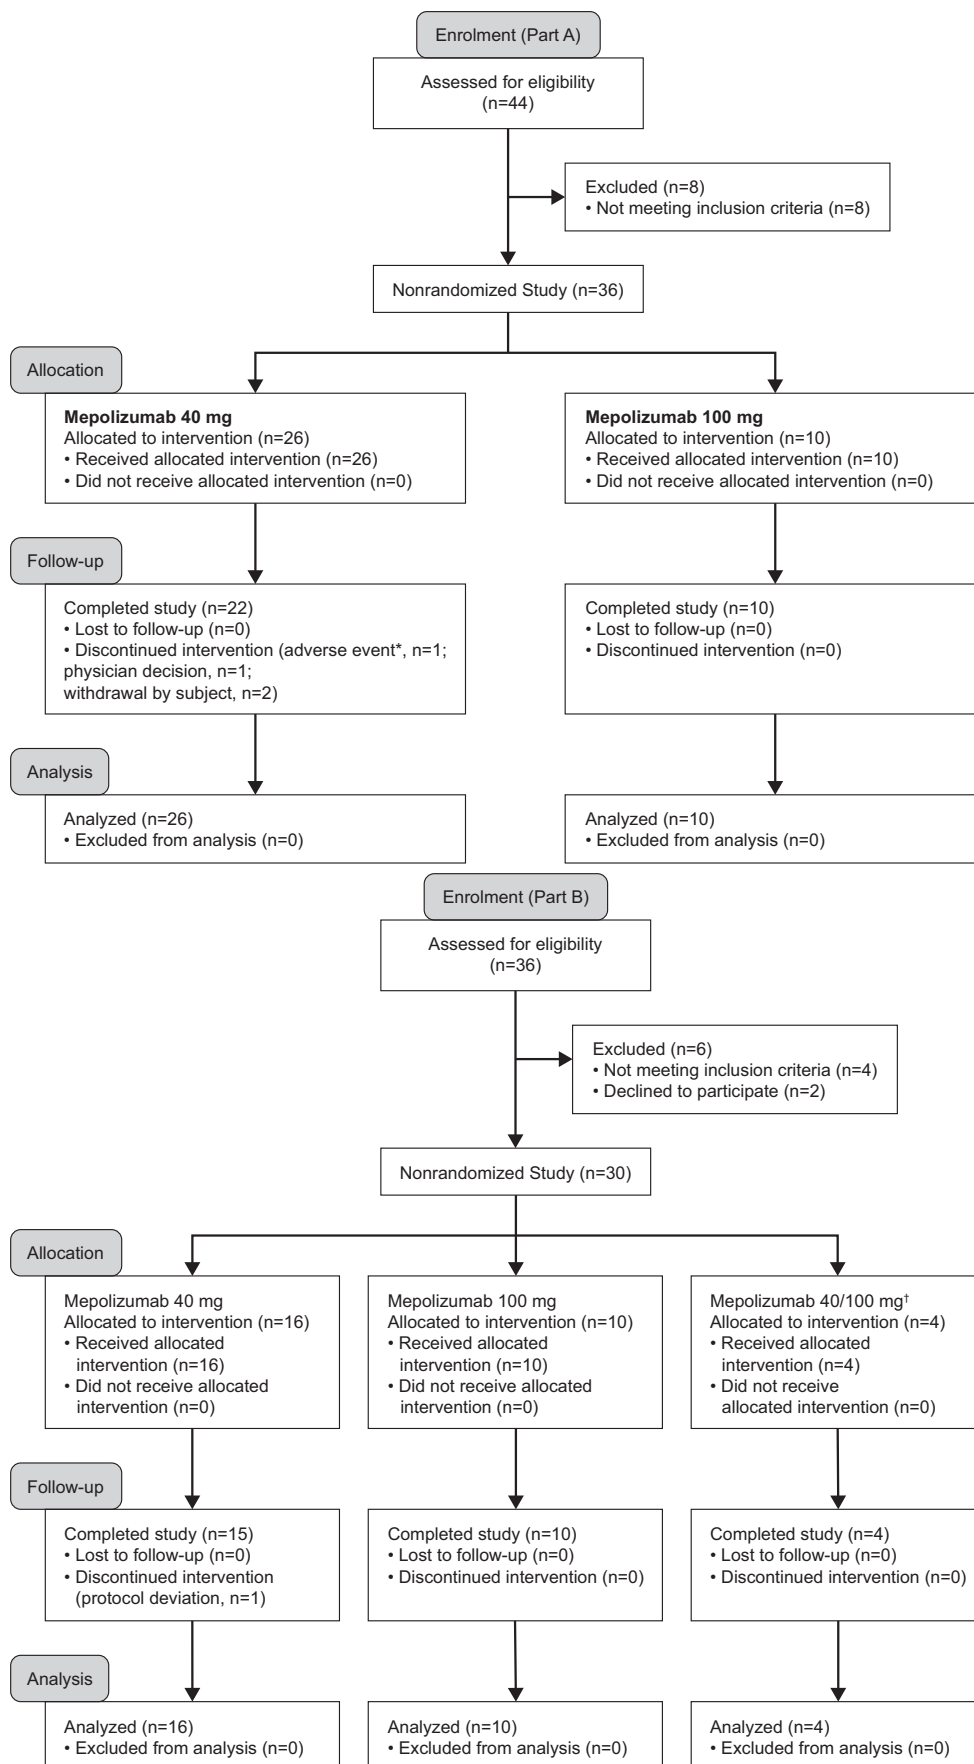 Enrolment (Part A)
Assessed for eligibility
(n=44)
Excluded (n=8)
• Not meeting inclusion criteria (n=8)
Nonrandomized Study (n=36)
Allocation
Mepolizumab 40 mg
Allocated to intervention (n=26)
• Received allocated intervention (n=26)
• Did not receive allocated intervention (n=0)
Mepolizumab 100 mg
Allocated to intervention (n=10)
• Received allocated intervention (n=10)
• Did not receive allocated intervention (n=0)
Follow-up
Completed study (n=22)
• Lost to follow-up (n=0)
• Discontinued intervention (adverse event*, n=1;
physician decision, n=1;
withdrawal by subject, n=2)
Completed study (n=10)
• Lost to follow-up (n=0)
• Discontinued intervention (n=0)
Analysis
Analyzed (n=26)
• Excluded from analysis (n=0)
Analyzed (n=10)
• Excluded from analysis (n=0)
Enrolment (Part B)
Assessed for eligibility
(n=36)
Excluded (n=6)
• Not meeting inclusion criteria (n=4)
• Declined to participate (n=2)
Nonrandomized Study (n=30)
Allocation
Mepolizumab 40 mg
Allocated to intervention (n=16)
• Received allocated
intervention (n=16)
• Did not receive allocated
intervention (n=0)
Mepolizumab 100 mg
Allocated to intervention (n=10)
• Received allocated
intervention (n=10)
• Did not receive allocated
intervention (n=0)
Mepolizumab 40/100 mg†
Allocated to intervention (n=4)
• Received allocated
intervention (n=4)
• Did not receive
allocated intervention (n=0)
Follow-up
Completed study (n=15)
• Lost to follow-up (n=0)
• Discontinued intervention
(protocol deviation, n=1)
Completed study (n=10)
• Lost to follow-up (n=0)
• Discontinued intervention (n=0)
Completed study (n=4)
• Lost to follow-up (n=0)
• Discontinued intervention (n=0)
Analysis
Analyzed (n=16)
• Excluded from analysis (n=0)
Analyzed (n=10)
• Excluded from analysis (n=0)
Analyzed (n=4)
• Excluded from analysis (n=0)